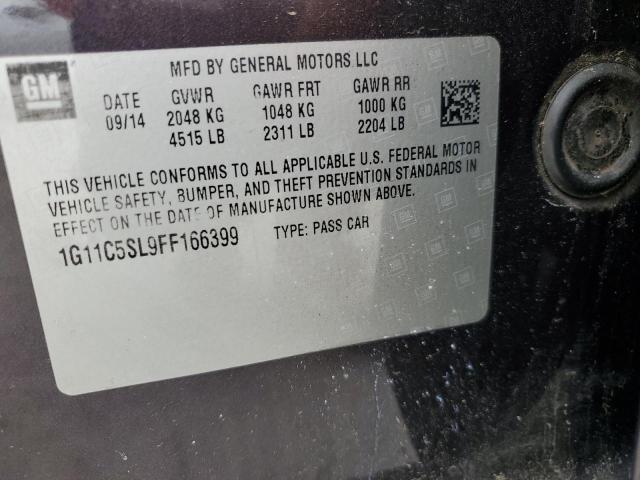 GM
MFD BY GENERAL MOTORS LLC
DATE GVWR GAWR FRT GAWR RR
09/14 2048 KG 1048 KG 1000 KG
4515 LB 2311 LB 2204 LB
THIS VEHICLE CONFORMS TO ALL APPLICABLE U.S. FEDERAL MOTOR
VEHICLE SAFETY, BUMPER, AND THEFT PREVENTION STANDARDS IN
EFFECT ON THE DATE OF MANUFACTURE SHOWN ABOVE.
1G11C5SL9FF166399 TYPE: PASS CAR